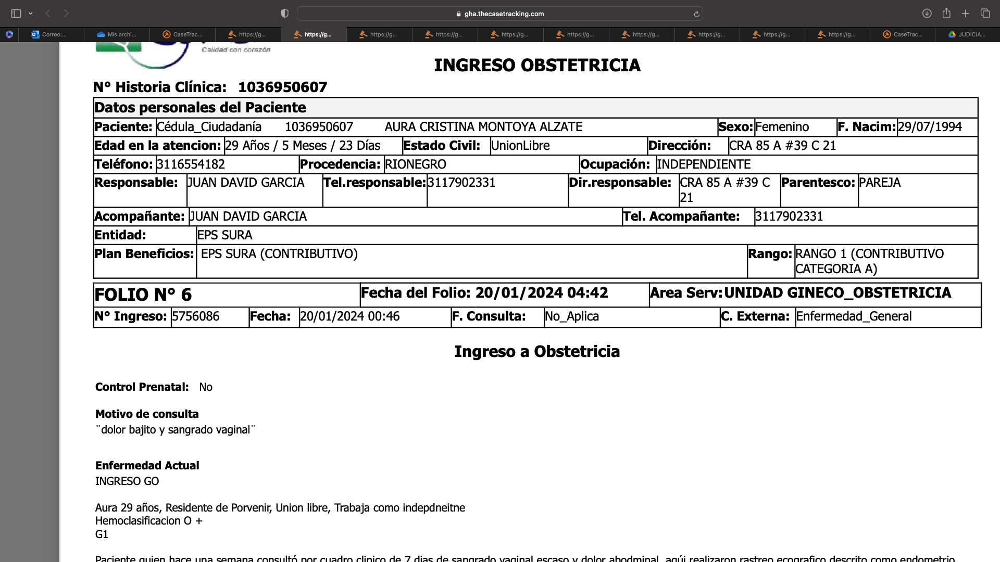 gha.thecasetracking.com
Correo:...
Mis archi...
CaseTrac...
https://g...
https://g...
https://g...
https://g...
https://g...
https://g...
https://g...
https://g...
https://g...
https://g...
CaseTrac...
JUDICIA...
Calidad con corazón
INGRESO OBSTETRICIA
N° Historia Clínica: 1036950607
Datos personales del Paciente
Paciente: Cédula_Ciudadanía 1036950607 AURA CRISTINA MONTOYA ALZATE Sexo: Femenino F. Nacim: 29/07/1994
Edad en la atencion: 29 Años / 5 Meses / 23 Días Estado Civil: UnionLibre Dirección: CRA 85 A #39 C 21
Teléfono: 3116554182 Procedencia: RIONEGRO Ocupación: INDEPENDIENTE
Responsable: JUAN DAVID GARCIA Tel.responsable: 3117902331 Dir.responsable: CRA 85 A #39 C Parentesco: PAREJA
21
Acompañante: JUAN DAVID GARCIA Tel. Acompañante: 3117902331
Entidad: EPS SURA
Plan Beneficios: EPS SURA (CONTRIBUTIVO) Rango: RANGO 1 (CONTRIBUTIVO
CATEGORIA A)
FOLIO N° 6 Fecha del Folio: 20/01/2024 04:42 Area Serv: UNIDAD GINECO_OBSTETRICIA
N° Ingreso: 5756086 Fecha: 20/01/2024 00:46 F. Consulta: No_Aplica C. Externa: Enfermedad_General
Ingreso a Obstetricia
Control Prenatal: No
Motivo de consulta
¨dolor bajito y sangrado vaginal¨
Enfermedad Actual
INGRESO GO
Aura 29 años, Residente de Porvenir, Union libre, Trabaja como indepdneitne
Hemoclasificacion O +
G1
Paciente quien hace una semana consultó por cuadro clinico de 7 dias de sangrado vaginal escaso y dolor abodminal, aqúi realizaron rastreo ecografico descrito como endometrio